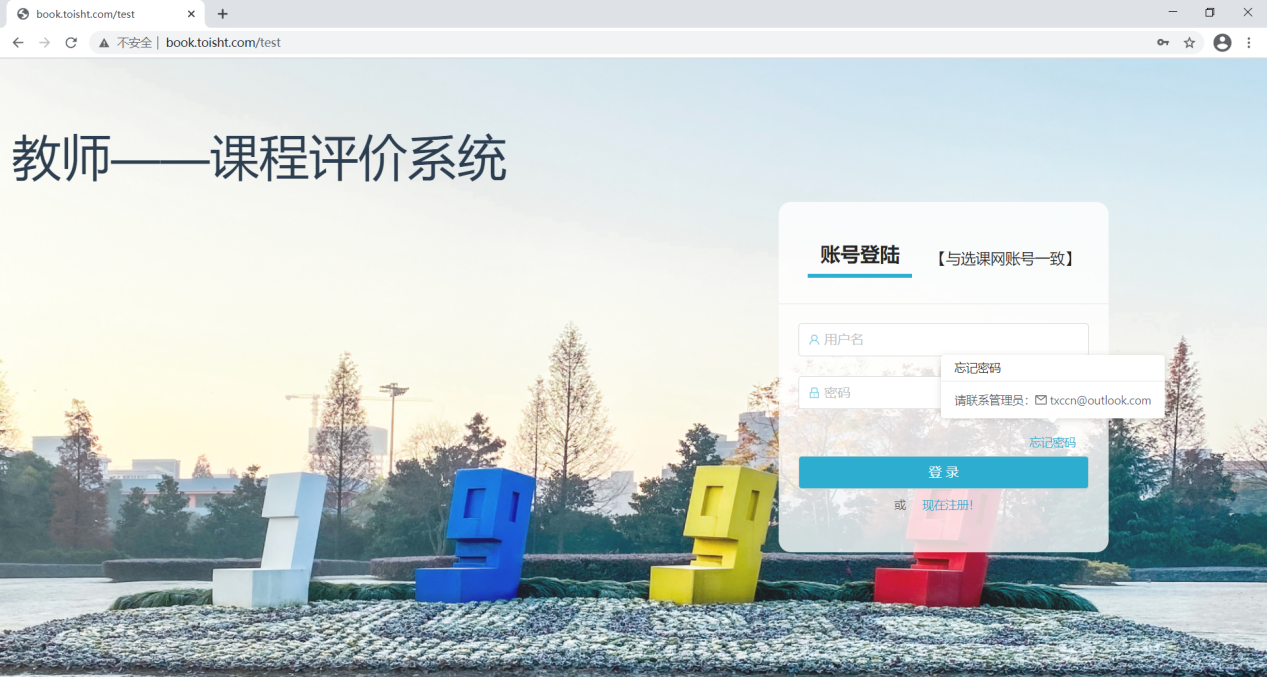 book.toisht.com/test
不安全 | book.toisht.com/test
教师——课程评价系统
账号登陆 【与选课网账号一致】
用户名
忘记密码
密码
请联系管理员: txccn@outlook.com
忘记密码
登 录
或 现在注册!